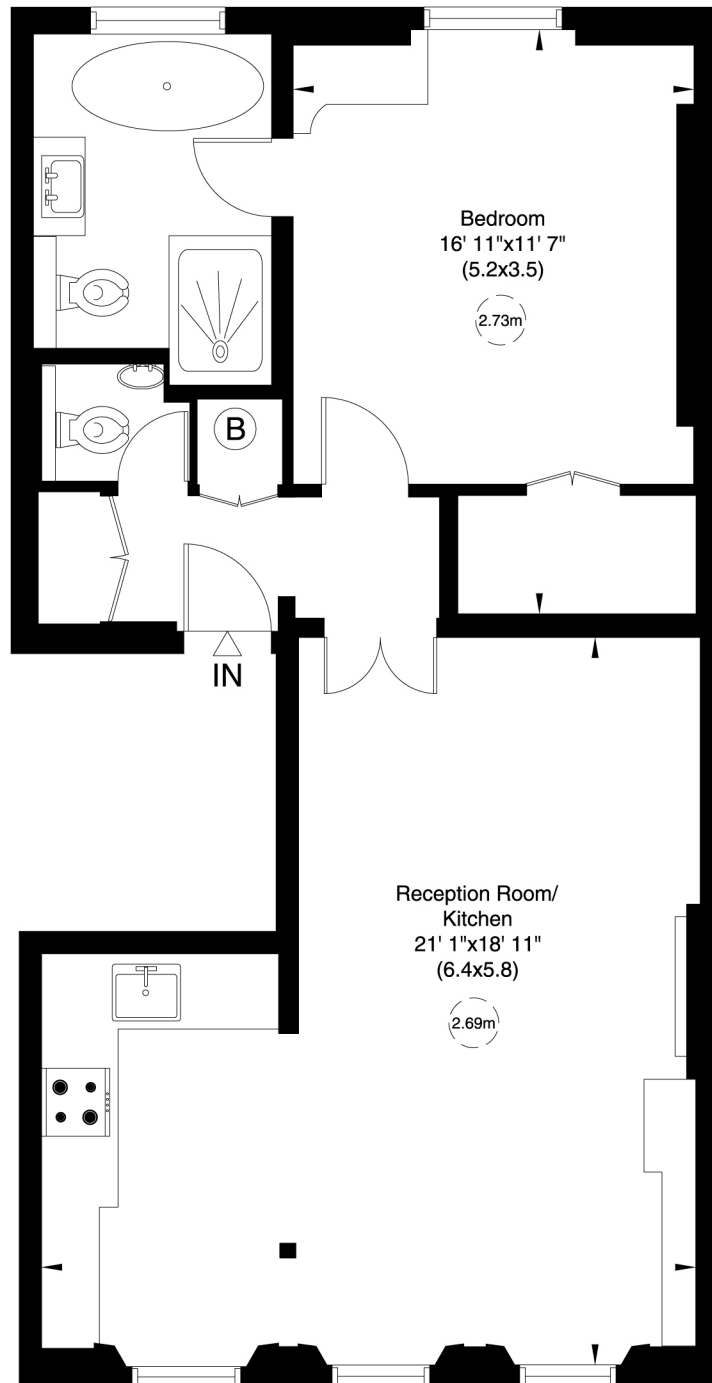 Bedroom
16' 11"x11' 7"
(5.2x3.5)
2.73m
B
IN
Reception Room/
Kitchen
21' 1"x18' 11"
(6.4x5.8)
2.69m